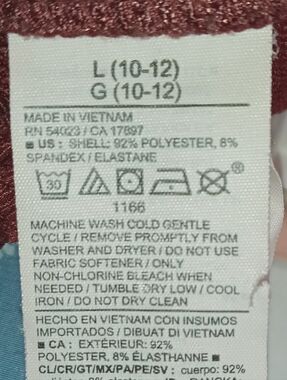 L (10-12)
G (10-12)
MADE IN VIETNAM
RN 54023 / CA 17897
US : SHELL: 92% POLYESTER, 8%
SPANDEX / ELASTANE
30
®
1166
MACHINE WASH COLD GENTLE
CYCLE / REMOVE PROMPTLY FROM
WASHER AND DRYER / DO NOT USE
FABRIC SOFTENER / ONLY
NON-CHLORINE BLEACH WHEN
NEEDED / TUMBLE DRY LOW / COOL
IRON / DO NOT DRY CLEAN
HECHO EN VIETNAM CON INSUMOS
IMPORTADOS / DIBUAT DI VIETNAM
CA : EXTÉRIEUR: 92%
POLYESTER, 8% ÉLASTHANNE
CL/CR/GT/MX/PA/PE/SV : cuerpo: 92%